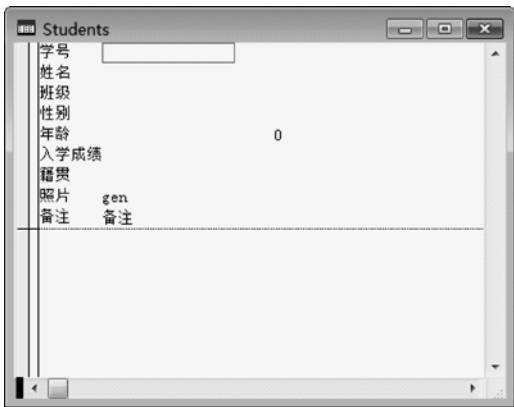 Students
学号
姓名
班级
性别
年龄 0
入学成绩
籍贯
照片 gen
备注 备注